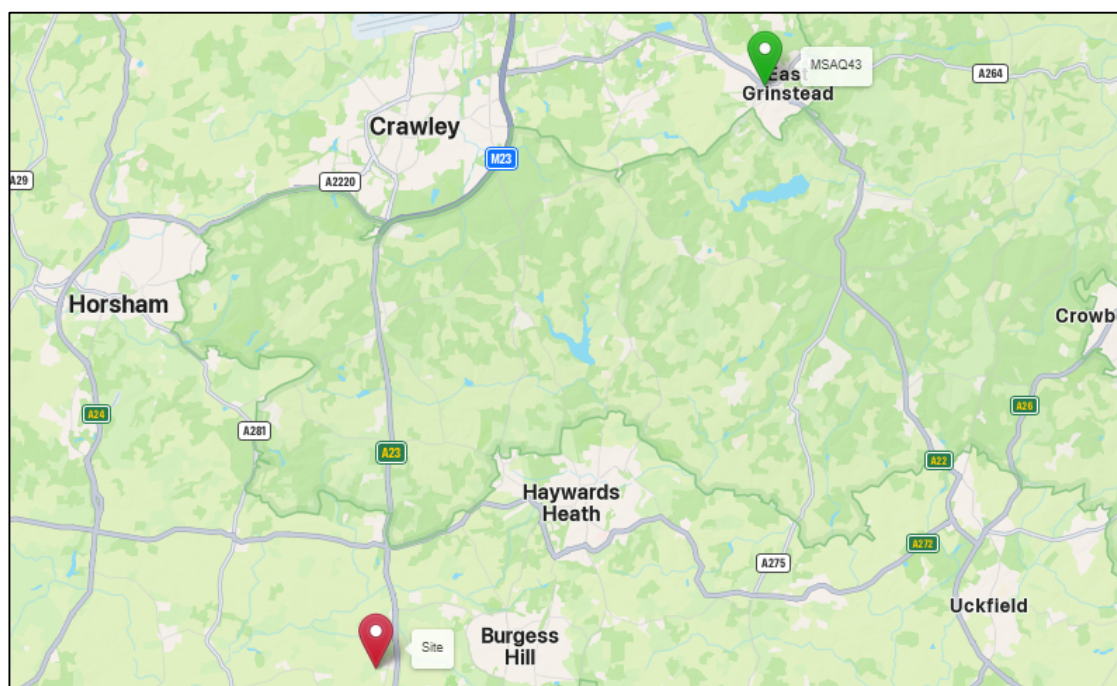 MSAQ43
East
Grinstead
A264
Crawley
M23
A29
A2220
Horsham
Crowb
A24
A281
A23
A26
A22
Haywards
Heath
A272
A275
Uckfield
Site
Burgess
Hill